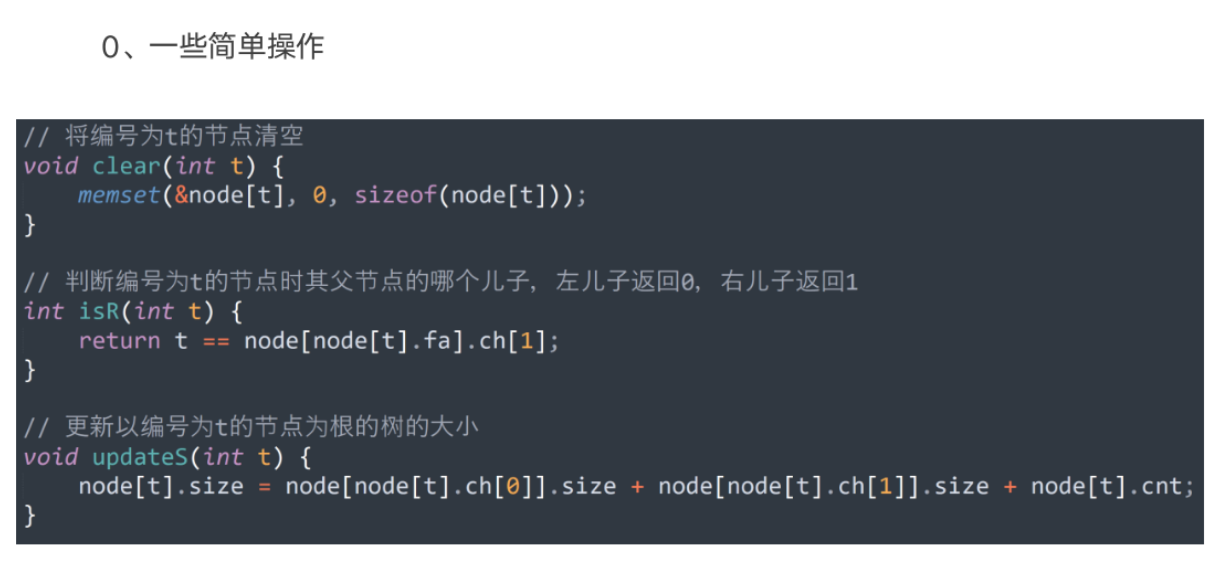 0、一些简单操作
// 将编号为t的节点清空
void clear(int t) {
    memset(&node[t], 0, sizeof(node[t]));
}
// 判断编号为t的节点时其父节点的哪个儿子，左儿子返回0，右儿子返回1
int isR(int t) {
    return t == node[node[t].fa].ch[1];
}
// 更新以编号为t的节点为根的树的大小
void updateS(int t) {
    node[t].size = node[node[t].ch[0]].size + node[node[t].ch[1]].size + node[t].cnt;
}